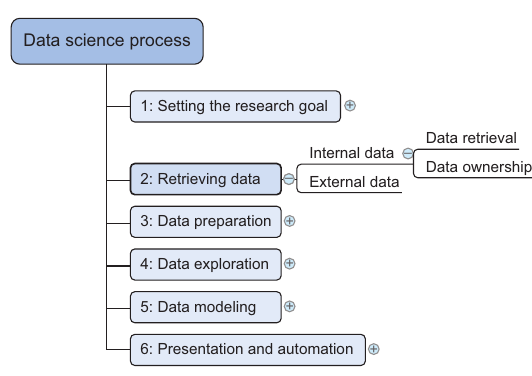 Data science process
1: Setting the research goal
2: Retrieving data
Internal data
Data retrieval
Data ownership
External data
3: Data preparation
4: Data exploration
5: Data modeling
6: Presentation and automation